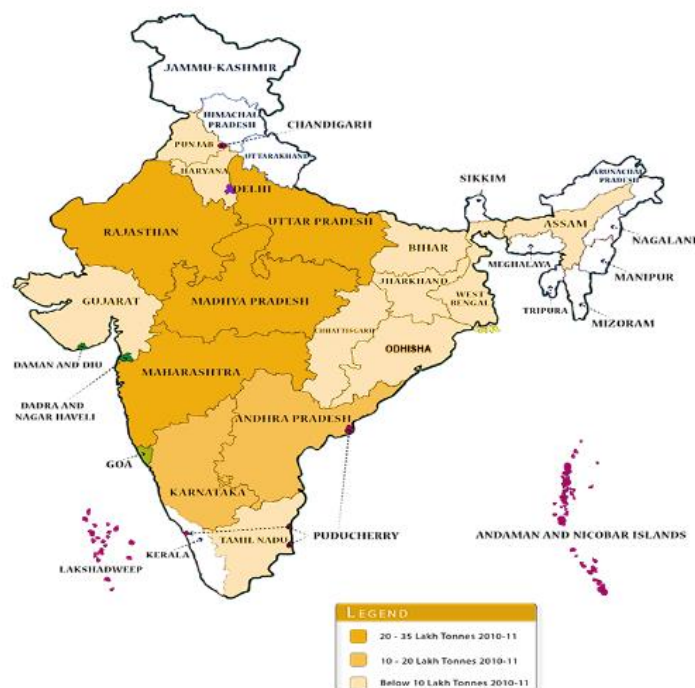 JAMMU-KASHMIR
HIMACHAL
PRADESH
CHANDIGARH
PUNJAB
UTTARAKHAND
HARYANA
DELHI
SIKKIM
ARUNACHAL
PRADESH
RAJASTHAN
UTTAR PRADESH
ASSAM
BIHAR
NAGALAND
MEGHALAYA
JHARKHAND
MANIPUR
GUJARAT
MADHYA PRADESH
WEST
BENGAL
TRIPURA
MIZORAM
CHHATTISGARH
ODHISHA
DAMAN AND DIU
MAHARASHTRA
DADRA AND
NAGAR HAVELI
ANDHRA PRADESH
GOA
KARNATAKA
PUDUCHERRY
ANDAMAN AND NICOBAR ISLANDS
TAMIL NADU
KERALA
LAKSHADWEEP
LEGEND
20 - 35 Lakh Tonnes 2010-11
10 - 20 Lakh Tonnes 2010-11
Below 10 Lakh Tonnes 2010-11